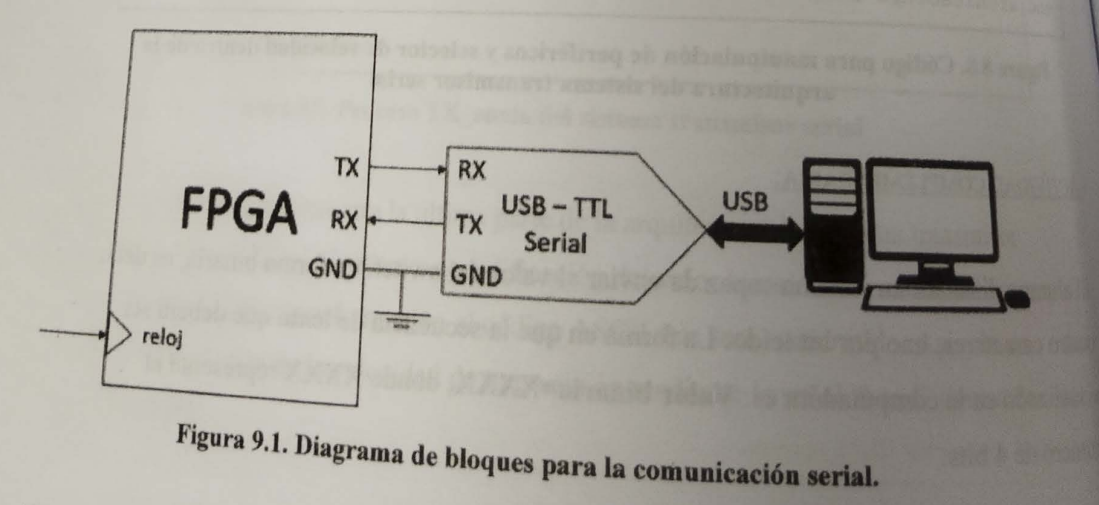 TX
RX
FPGA
USB – TTL
USB
RX
TX
Serial
GND
GND
reloj
Figura 9.1. Diagrama de bloques para la comunicación serial.